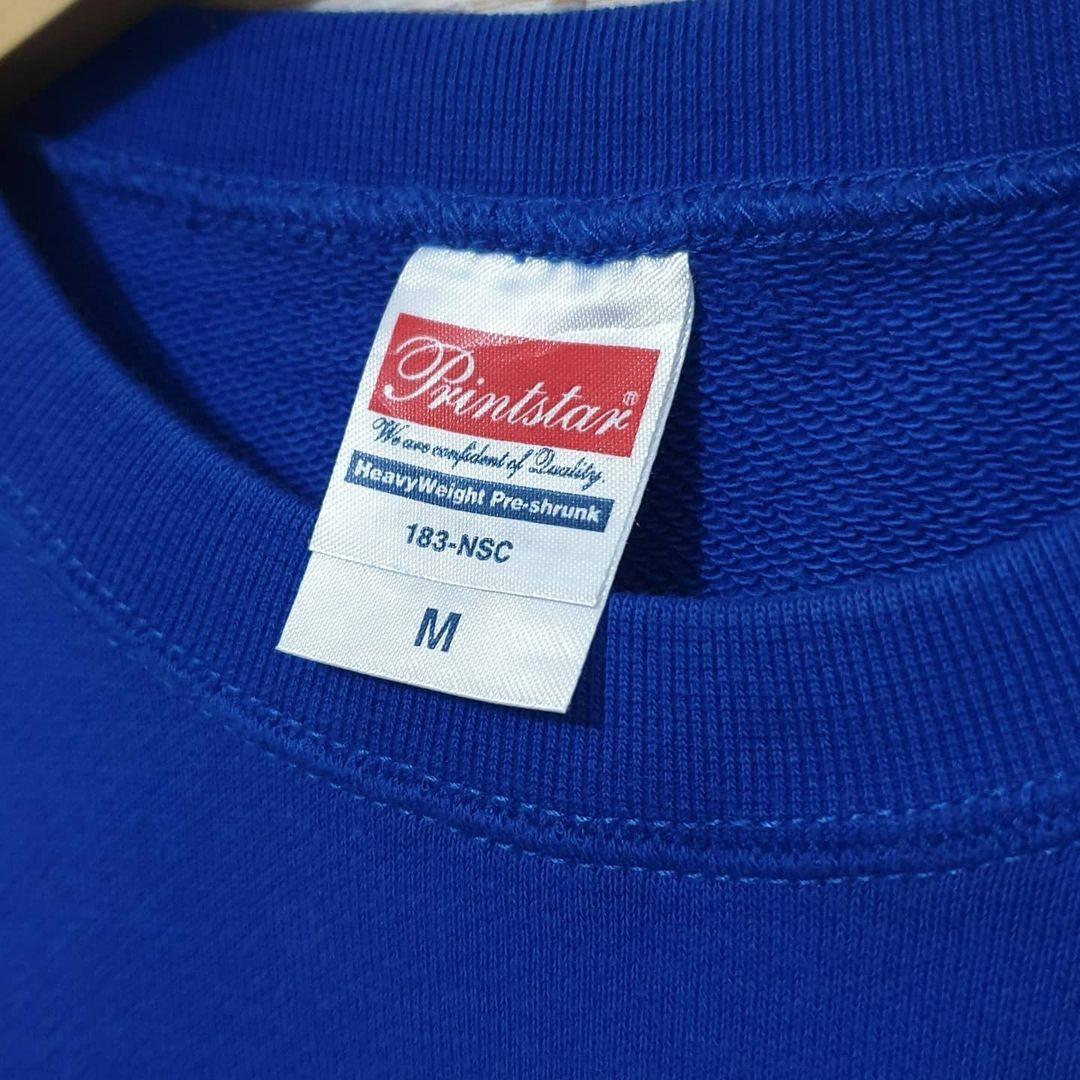 Printstar®
We are confident of Quality.
HeavyWeight Pre-shrunk
183-NSC
M